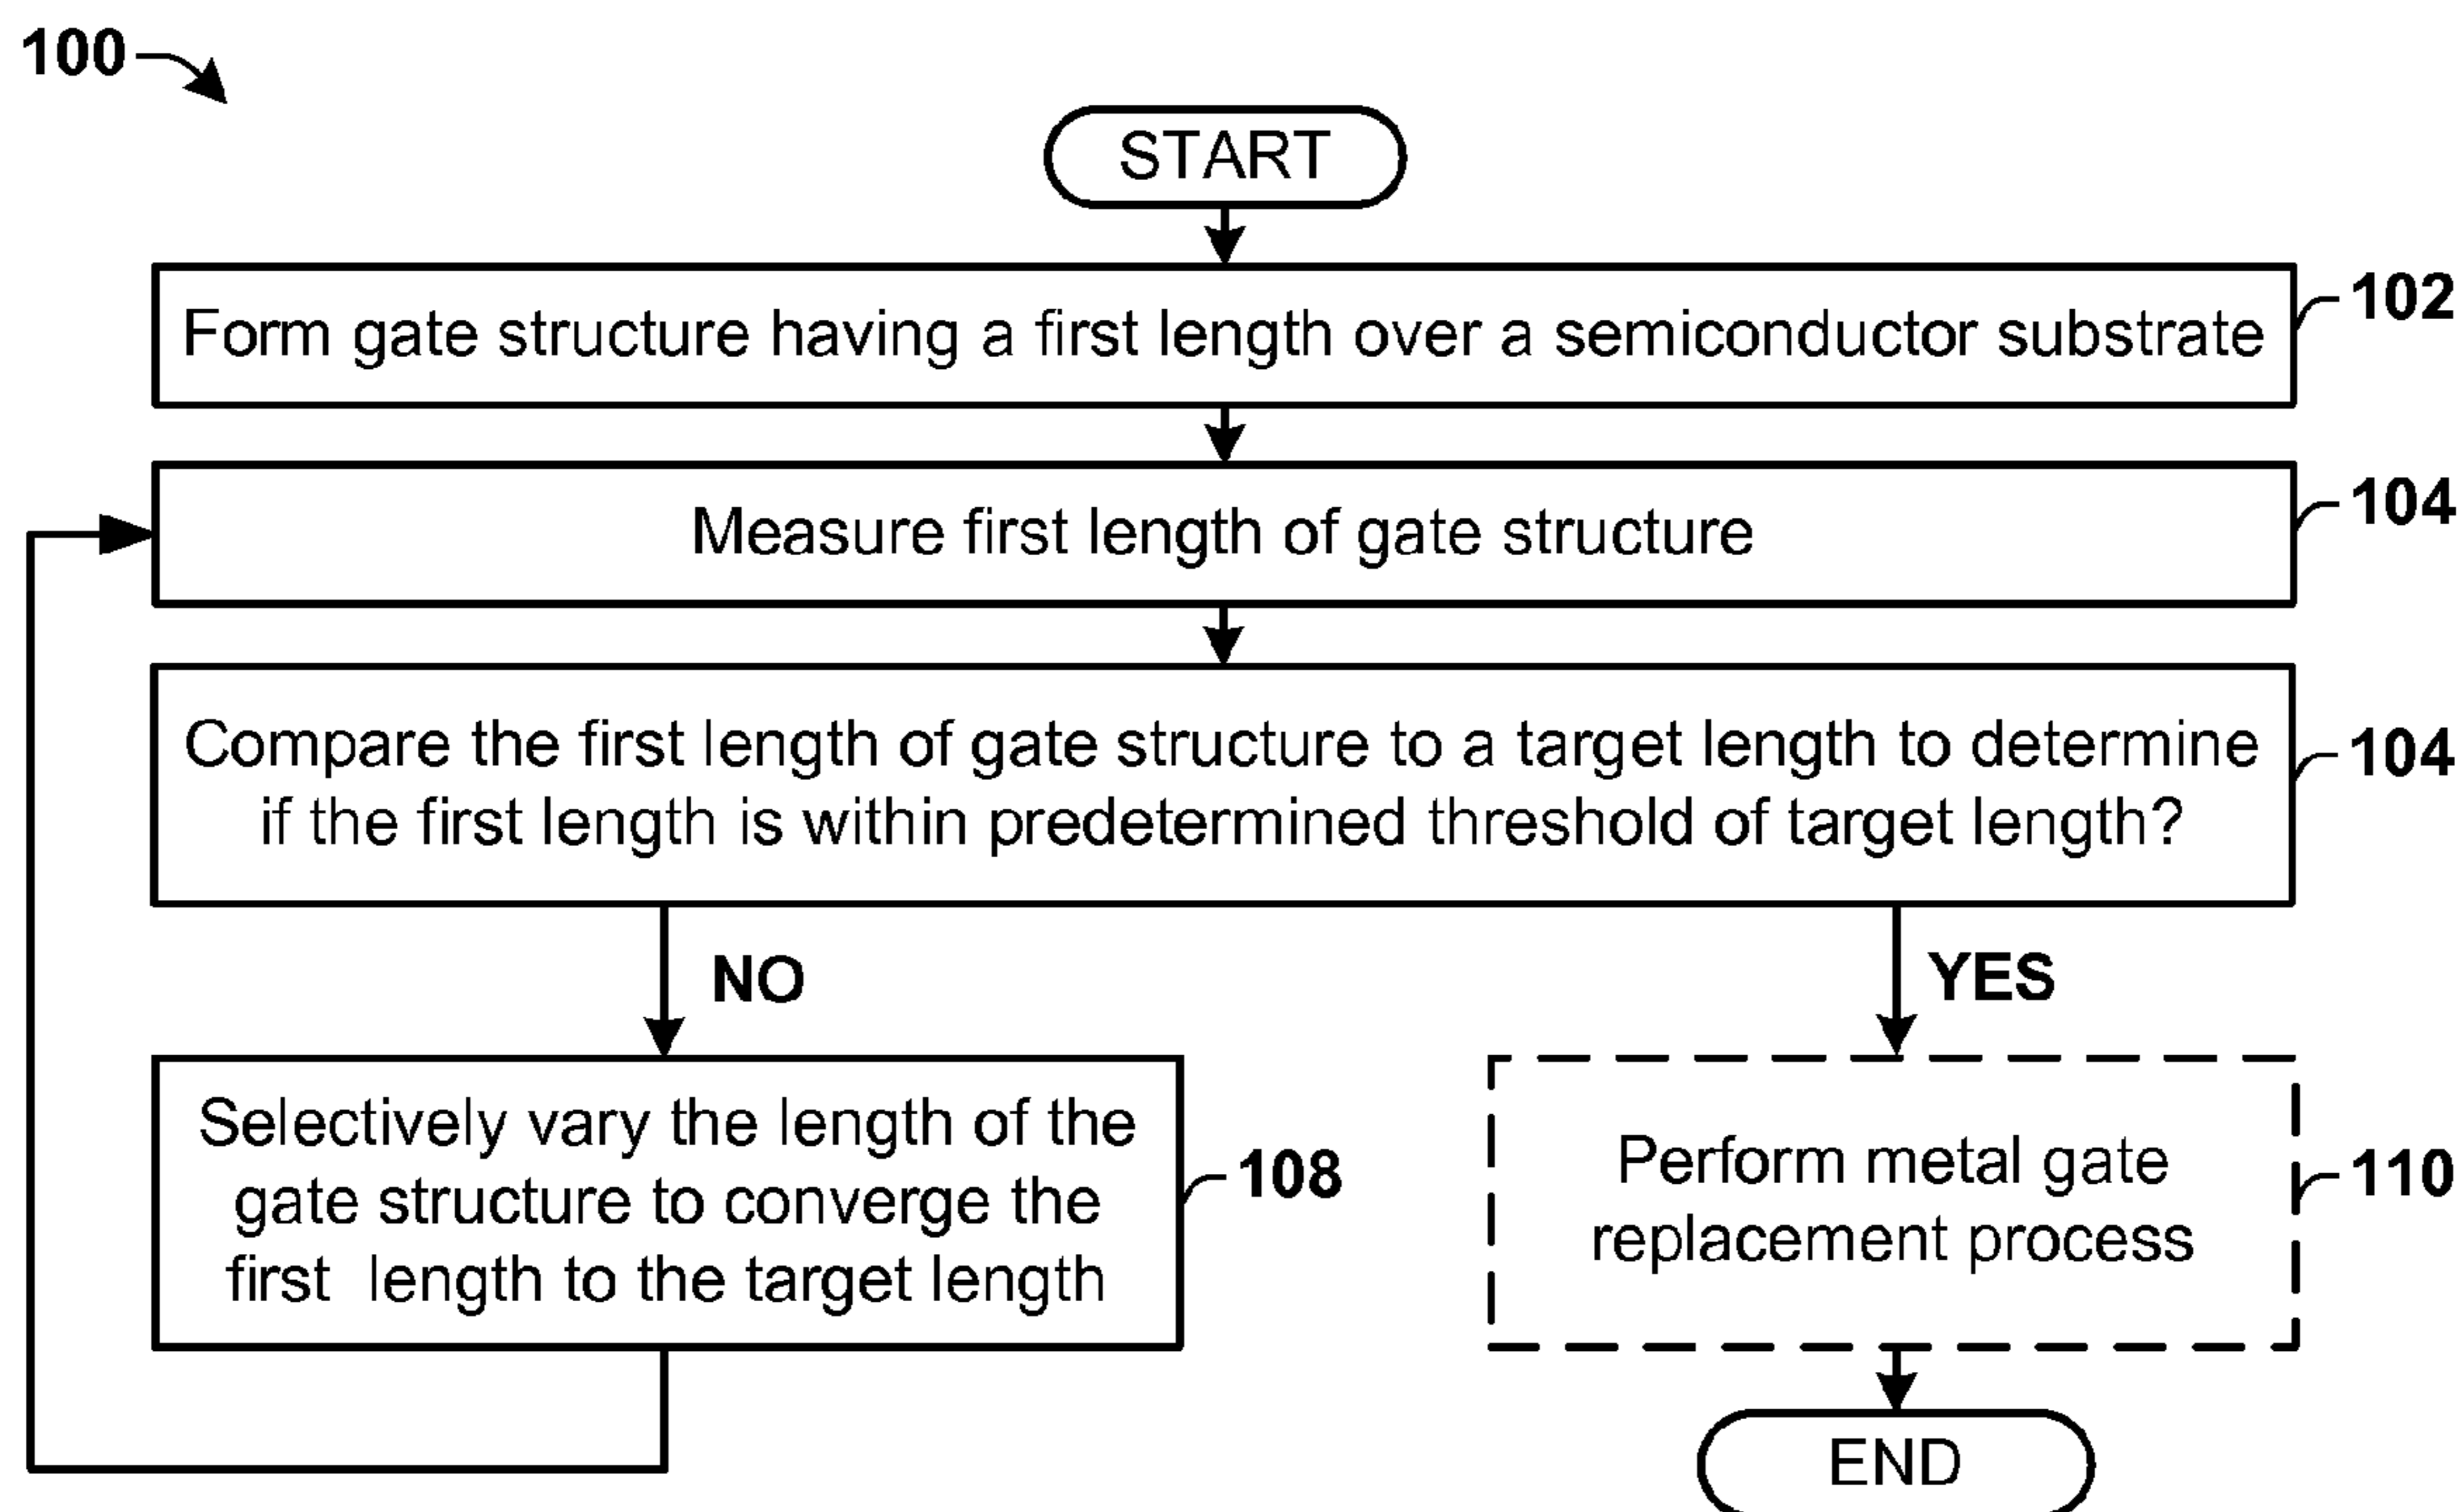 100
START
Form gate structure having a first length over a semiconductor substrate
102
Measure first length of gate structure
104
Compare the first length of gate structure to a target length to determine
if the first length is within predetermined threshold of target length?
104
NO
YES
Selectively vary the length of the
gate structure to converge the
first length to the target length
108
Perform metal gate
replacement process
110
END